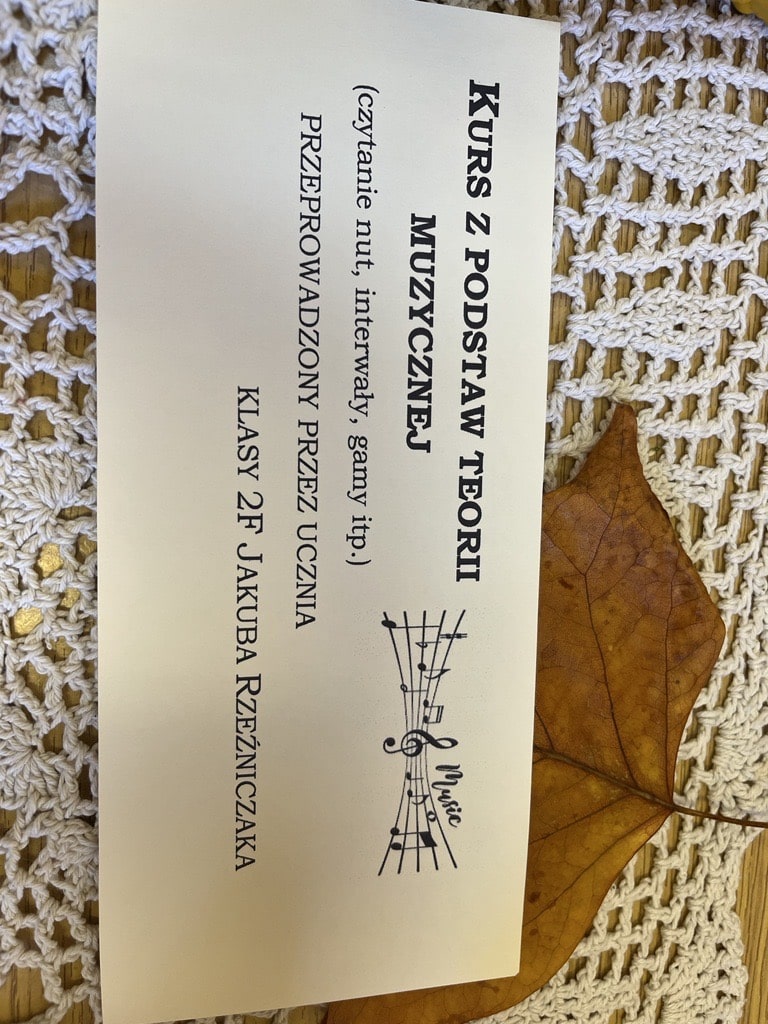 KURS Z PODSTAW TEORII
MUZYCZNEJ
Music
(czytanie nut, interwały, gamy itp.)
PRZEPROWADZONY PRZEZ UCZNIA
KLASY 2F JAKUBA RZEŹNICZAKA